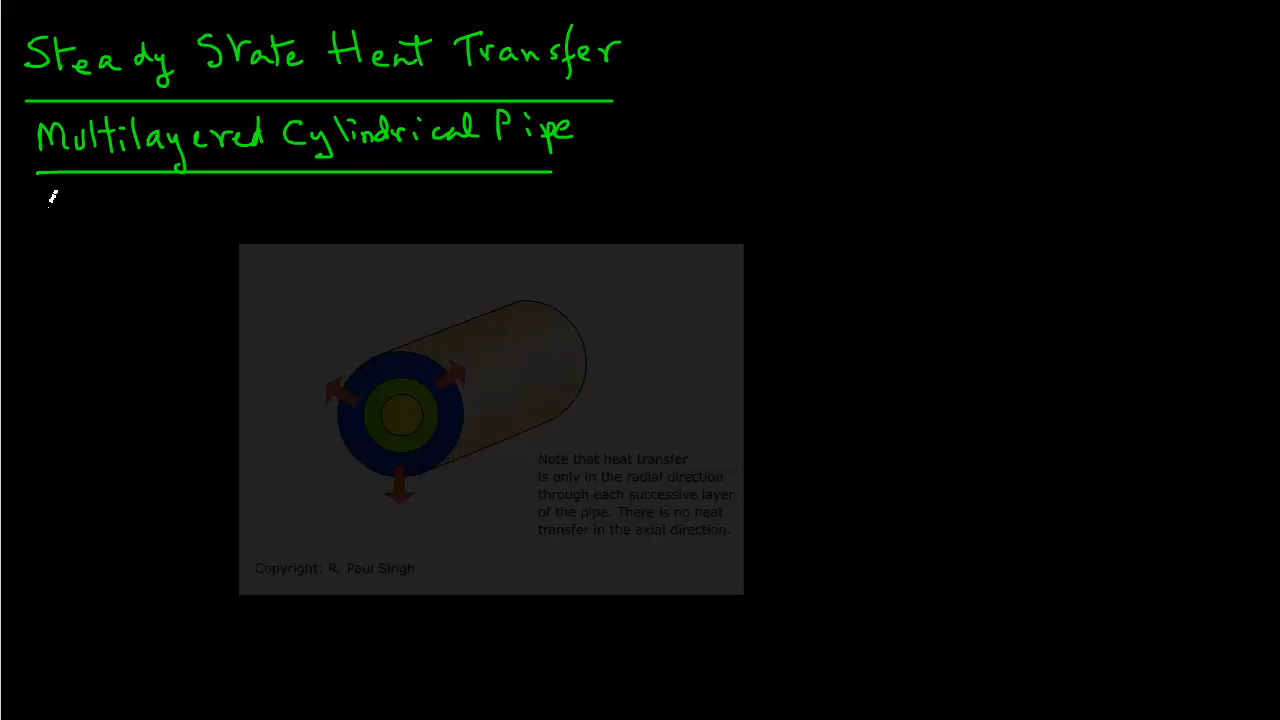 Steady State Heat Transfer
Multilayered Cylindrical Pipe
Note that heat transfer
is only in the radial direction
through each successive layer
of the pipe. There is no heat
transfer in the axial direction.
Copyright: R. Paul Singh